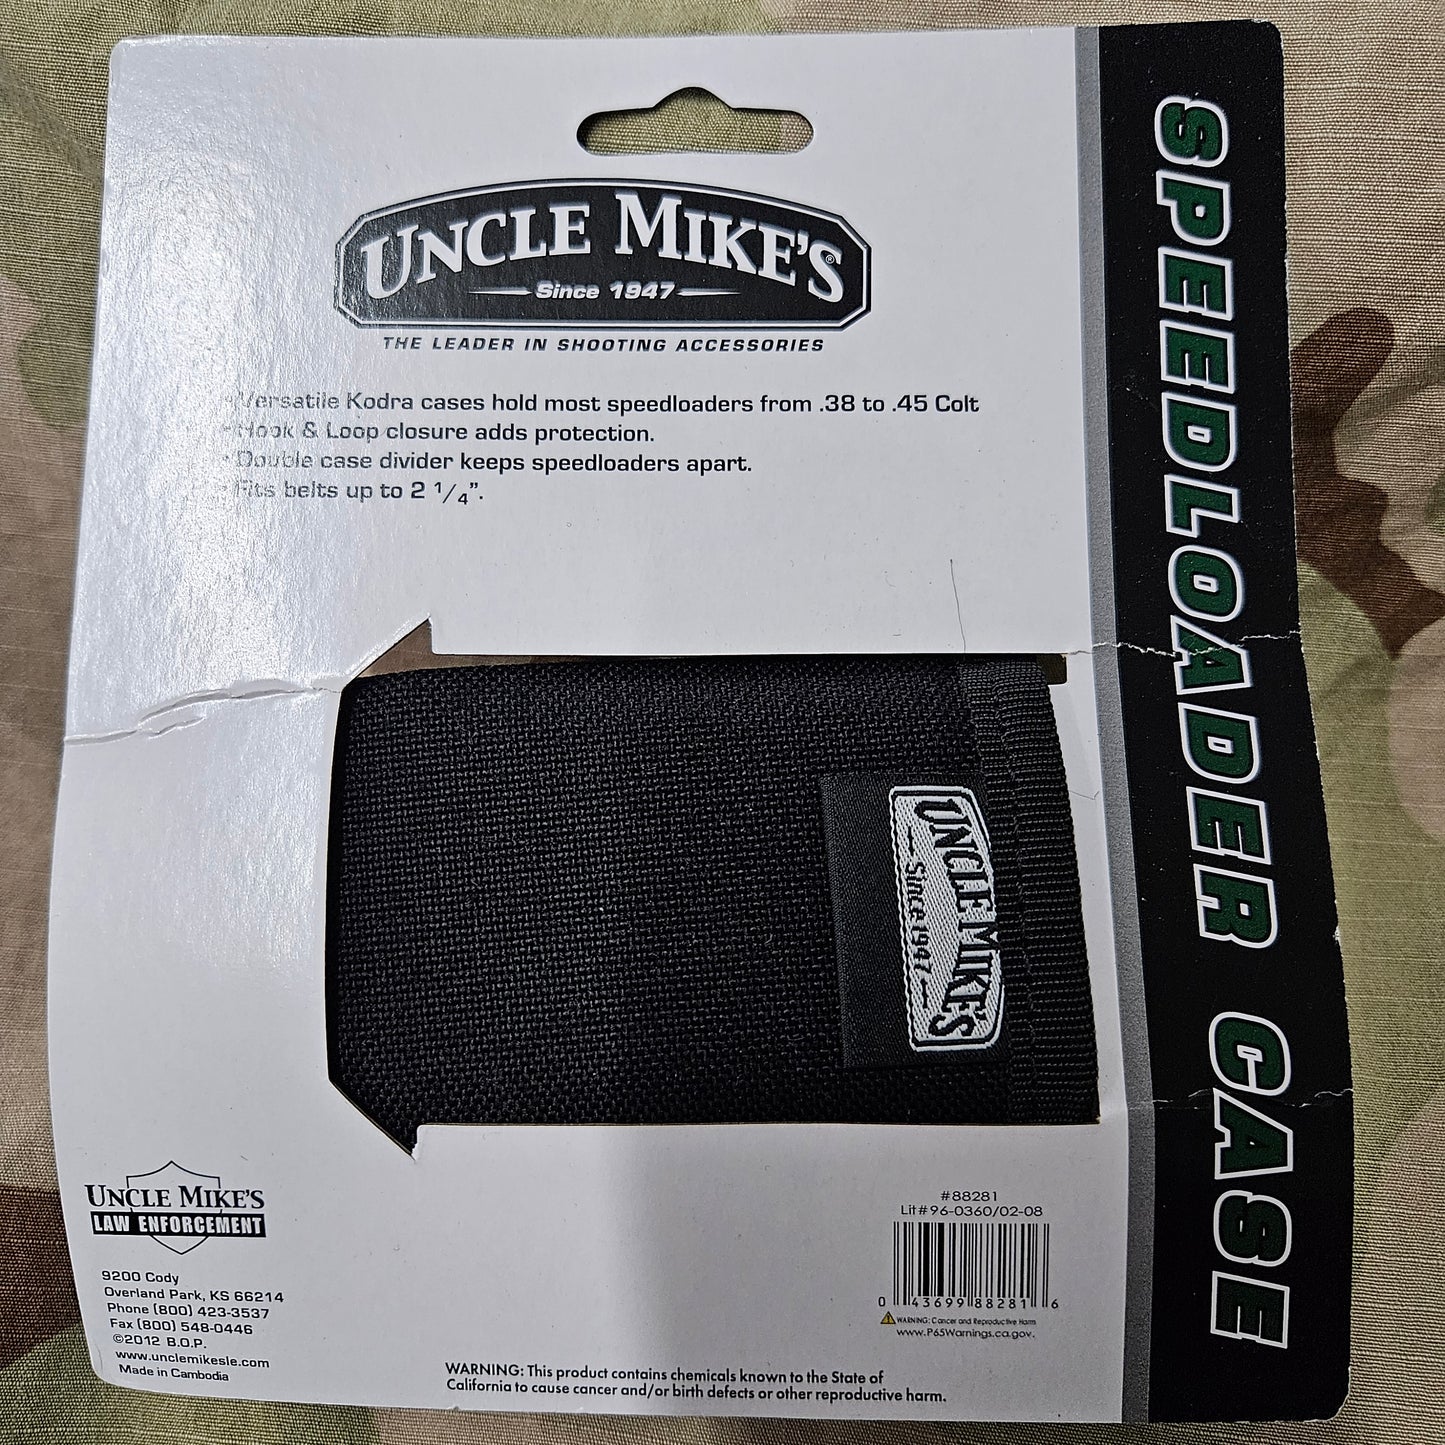 UNCLE MIKE'S®
Since 1947
THE LEADER IN SHOOTING ACCESSORIES
• Versatile Kodra cases hold most speedloaders from .38 to .45 Colt
• Hook & Loop closure adds protection.
• Double case divider keeps speedloaders apart.
• Fits belts up to 2 1/4”.
SPEEDLOADER CASE
UNCLE MIKE'S
Since 1947
UNCLE MIKE'S
LAW ENFORCEMENT
9200 Cody
Overland Park, KS 66214
Phone (800) 423-3537
Fax (800) 548-0446
©2012 B.O.P.
www.unclemikesle.com
Made in Cambodia
#88281
Lit#96-0360/02-08
0 43699 88281 6
WARNING: Cancer and Reproductive Harm
www.P65Warnings.ca.gov.
WARNING: This product contains chemicals known to the State of
California to cause cancer and/or birth defects or other reproductive harm.